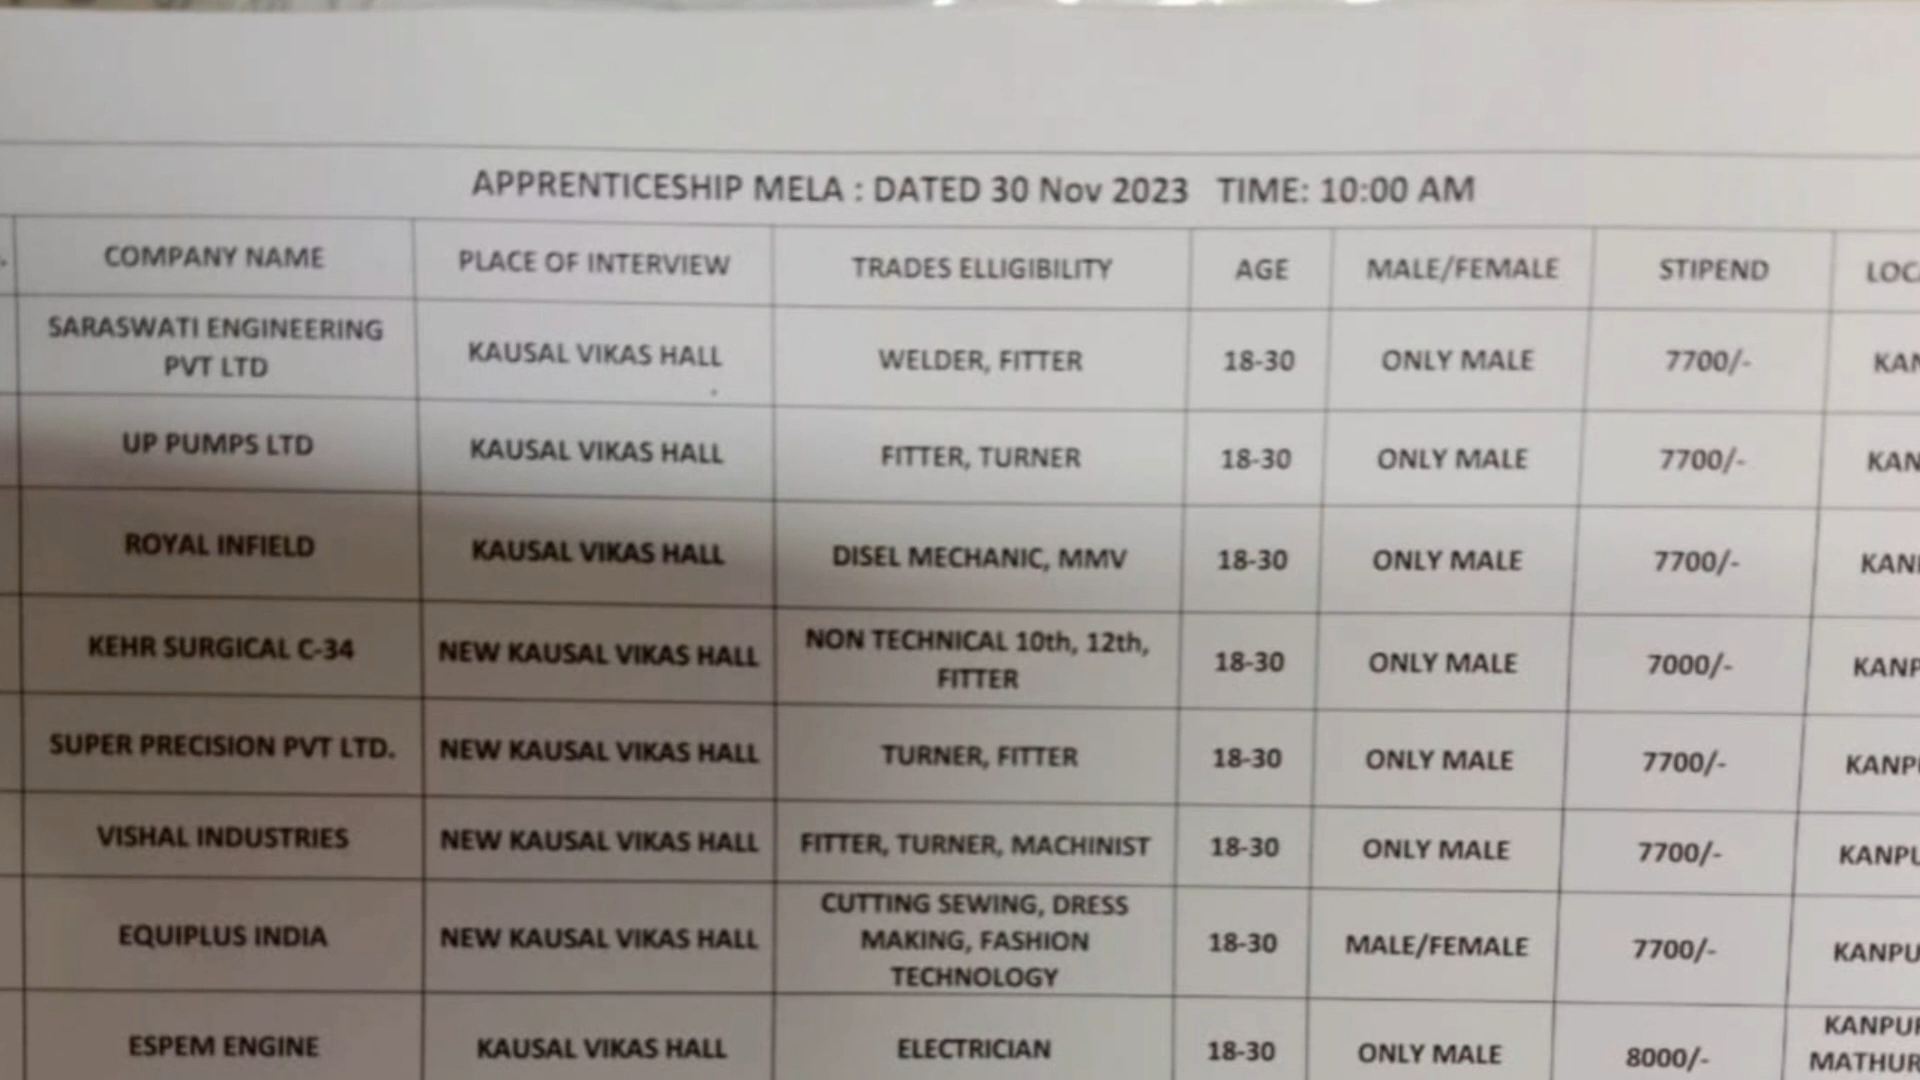 APPRENTICESHIP MELA : DATED 30 Nov 2023 TIME: 10:00 AM
COMPANY NAME PLACE OF INTERVIEW TRADES ELLIGIBILITY AGE MALE/FEMALE STIPEND
SARASWATI ENGINEERING
PVT LTD
KAUSAL VIKAS HALL WELDER, FITTER 18-30 ONLY MALE 7700/-
UP PUMPS LTD KAUSAL VIKAS HALL FITTER, TURNER 18-30 ONLY MALE 7700/-
ROYAL INFIELD KAUSAL VIKAS HALL DISEL MECHANIC, MMV 18-30 ONLY MALE 7700/-
KEHR SURGICAL C-34 NEW KAUSAL VIKAS HALL
NON TECHNICAL 10th, 12th,
FITTER
18-30 ONLY MALE 7000/-
SUPER PRECISION PVT LTD. NEW KAUSAL VIKAS HALL TURNER, FITTER 18-30 ONLY MALE 7700/-
VISHAL INDUSTRIES NEW KAUSAL VIKAS HALL FITTER, TURNER, MACHINIST 18-30 ONLY MALE 7700/-
EQUIPLUS INDIA NEW KAUSAL VIKAS HALL
CUTTING SEWING, DRESS
MAKING, FASHION
TECHNOLOGY
18-30 MALE/FEMALE 7700/-
ESPEM ENGINE KAUSAL VIKAS HALL ELECTRICIAN 18-30 ONLY MALE 8000/-